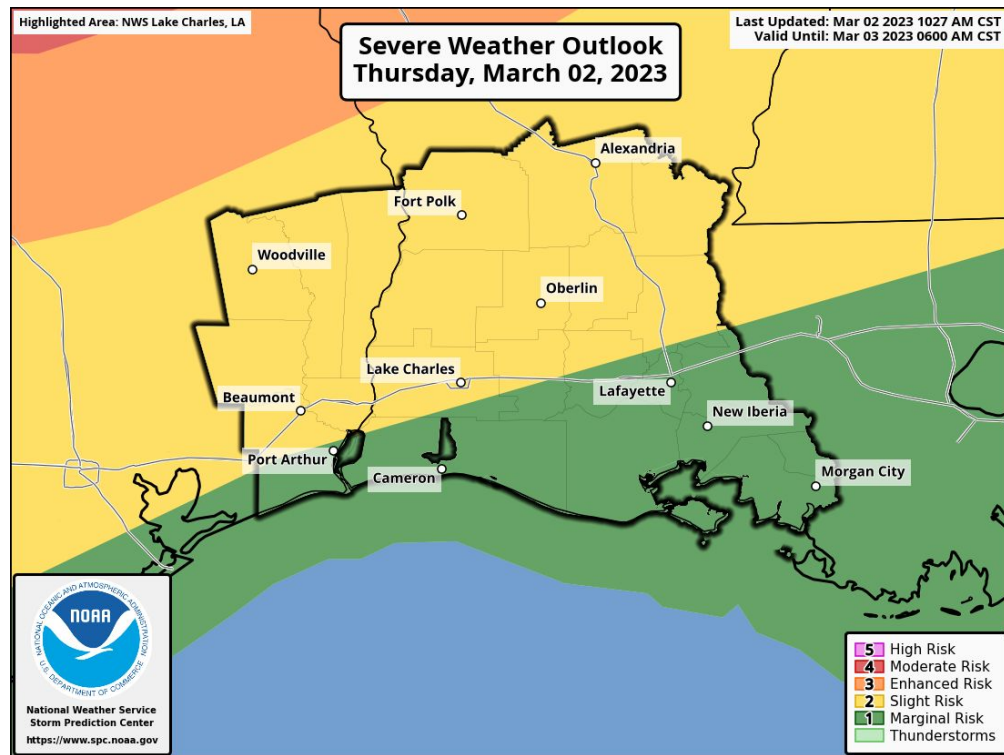 Highlighted Area: NWS Lake Charles, LA
Last Updated: Mar 02 2023 1027 AM CST
Valid Until: Mar 03 2023 0600 AM CST
Severe Weather Outlook
Thursday, March 02, 2023
Alexandria
Fort Polk
Woodville
Oberlin
Lake Charles
Lafayette
Beaumont
New Iberia
Port Arthur
Cameron
Morgan City
NATIONAL OCEANIC AND ATMOSPHERIC ADMINISTRATION
NOAA
U.S. DEPARTMENT OF COMMERCE
National Weather Service
Storm Prediction Center
https://www.spc.noaa.gov
5 High Risk
4 Moderate Risk
3 Enhanced Risk
2 Slight Risk
1 Marginal Risk
Thunderstorms